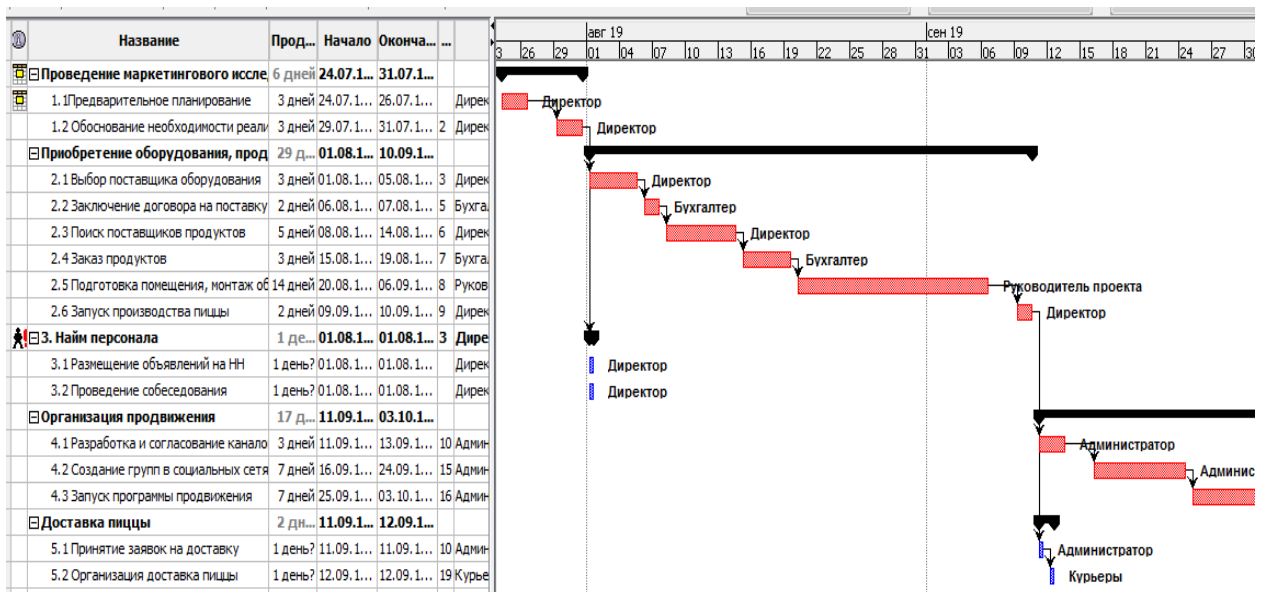 Название Прод... Начало Оконча... ...
авг 19 сен 19
3 26 29 01 04 07 10 13 16 19 22 25 28 31 03 06 09 12 15 18 21 24 27 30
Проведение маркетингового иссле 6 дней 24.07.1... 31.07.1...
1.1Предварительное планирование 3 дней 24.07.1... 26.07.1... Дирек Директор
1.2 Обоснование необходимости реали 3 дней 29.07.1... 31.07.1... 2 Дирек Директор
Приобретение оборудования, прод 29 д... 01.08.1... 10.09.1...
2.1 Выбор поставщика оборудования 3 дней 01.08.1... 05.08.1... 3 Дирек Директор
2.2 Заключение договора на поставку 2 дней 06.08.1... 07.08.1... 5 Бухга Бухгалтер
2.3 Поиск поставщиков продуктов 5 дней 08.08.1... 14.08.1... 6 Дирек Директор
2.4 Заказ продуктов 3 дней 15.08.1... 19.08.1... 7 Бухга Бухгалтер
2.5 Подготовка помещения, монтаж об 14 дней 20.08.1... 06.09.1... 8 Руков Руководитель проекта
2.6 Запуск производства пиццы 2 дней 09.09.1... 10.09.1... 9 Дирек Директор
3. Найм персонала 1 де... 01.08.1... 01.08.1... 3 Дире
3.1 Размещение объявлений на НН 1 день? 01.08.1... 01.08.1... Дирек Директор
3.2 Проведение собеседования 1 день? 01.08.1... 01.08.1... Дирек Директор
Организация продвижения 17 д... 11.09.1... 03.10.1...
4.1 Разработка и согласование канало 3 дней 11.09.1... 13.09.1... 10 Админ Администратор
4.2 Создание групп в социальных сетя 7 дней 16.09.1... 24.09.1... 15 Админ Админис
4.3 Запуск программы продвижения 7 дней 25.09.1... 03.10.1... 16 Админ
Доставка пиццы 2 дн... 11.09.1... 12.09.1...
5.1 Принятие заявок на доставку 1 день? 11.09.1... 11.09.1... 10 Админ Администратор
5.2 Организация доставка пиццы 1 день? 12.09.1... 12.09.1... 19 Курье Курьеры